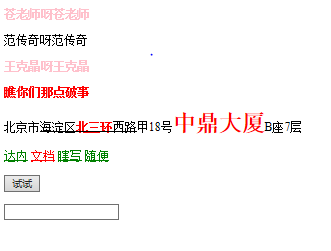 苍老师呀苍老师
范传奇呀范传奇
王克晶呀王克晶
瞧你们那点破事
北京市海淀区北三环西路甲18号中鼎大厦B座7层
达内 文档 瞎写 随便
试试